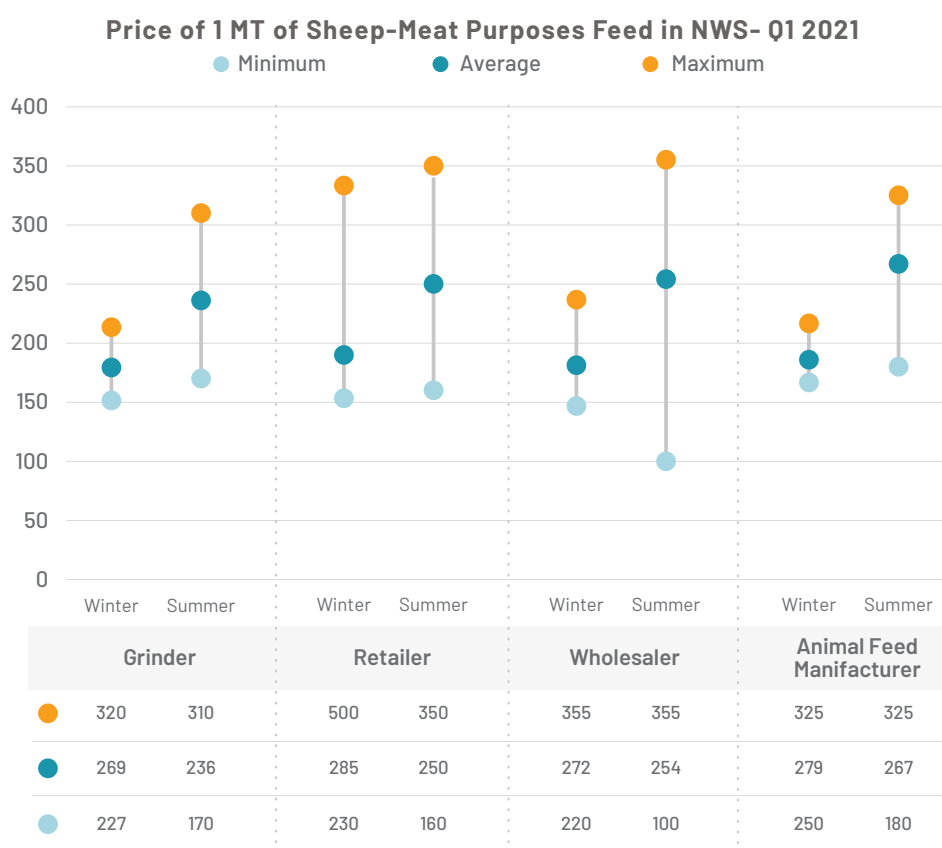 Price of 1 MT of Sheep-Meat Purposes Feed in NWS- Q1 2021
Minimum Average Maximum
400
350
300
250
200
150
100
50
0
Winter Summer Winter Summer Winter Summer Winter Summer
Grinder Retailer Wholesaler Animal Feed
Manifacturer
320 310 500 350 355 355 325 325
269 236 285 250 272 254 279 267
227 170 230 160 220 100 250 180